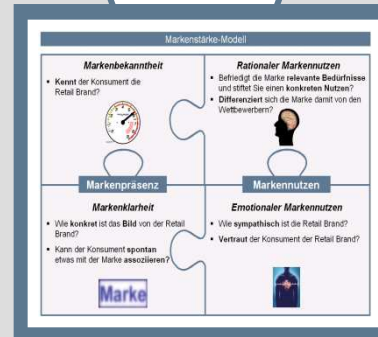 Markenstärke-Modell
Markenbekanntheit
• Kennt der Konsument die
Retail Brand?
Rationaler Markennutzen
• Befriedigt die Marke relevante Bedürfnisse
und stiftet Sie einen konkreten Nutzen?
• Differenziert sich die Marke damit von den
Wettbewerbern?
Markenpräsenz
Markennutzen
Markenklarheit
• Wie konkret ist das Bild von der Retail
Brand?
• Kann der Konsument spontan
etwas mit der Marke assoziieren?
Marke
Emotionaler Markennutzen
• Wie sympathisch ist die Retail Brand?
• Vertraut der Konsument der Retail Brand?